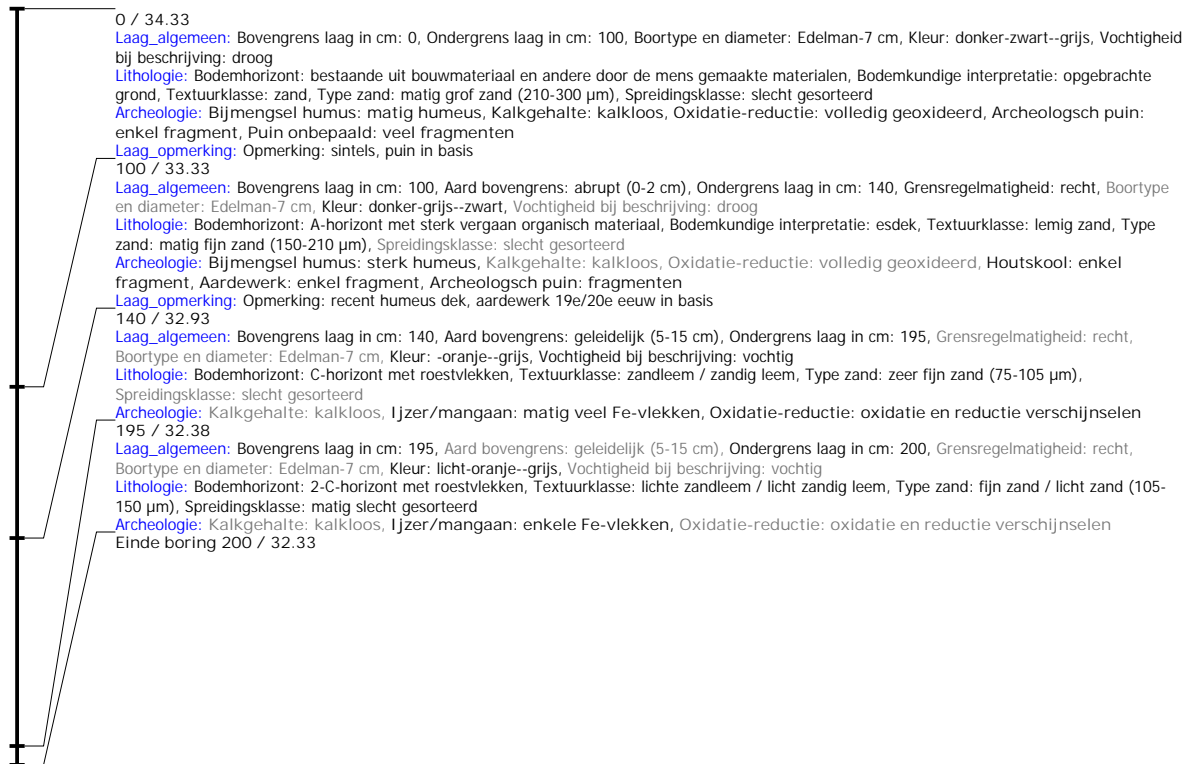 0 / 34.33
Laag_algemeen: Bovengrens laag in cm: 0, Ondergrens laag in cm: 100, Boortype en diameter: Edelman-7 cm, Kleur: donker-zwart--grijs, Vochtigheid
bij beschrijving: droog
Lithologie: Bodemhorizont: bestaande uit bouwmateriaal en andere door de mens gemaakte materialen, Bodemkundige interpretatie: opgebrachte
grond, Textuurklasse: zand, Type zand: matig grof zand (210-300 µm), Spreidingsklasse: slecht gesorteerd
Archeologie: Bijmengsel humus: matig humeus, Kalkgehalte: kalkloos, Oxidatie-reductie: volledig geoxideerd, Archeologsch puin:
enkel fragment, Puin onbepaald: veel fragmenten
Laag_opmerking: Opmerking: sintels, puin in basis
100 / 33.33
Laag_algemeen: Bovengrens laag in cm: 100, Aard bovengrens: abrupt (0-2 cm), Ondergrens laag in cm: 140, Grensregelmatigheid: recht, Boortype
en diameter: Edelman-7 cm, Kleur: donker-grijs--zwart, Vochtigheid bij beschrijving: droog
Lithologie: Bodemhorizont: A-horizont met sterk vergaan organisch materiaal, Bodemkundige interpretatie: esdek, Textuurklasse: lemig zand, Type
zand: matig fijn zand (150-210 µm), Spreidingsklasse: slecht gesorteerd
Archeologie: Bijmengsel humus: sterk humeus, Kalkgehalte: kalkloos, Oxidatie-reductie: volledig geoxideerd, Houtskool: enkel
fragment, Aardewerk: enkel fragment, Archeologsch puin: fragmenten
Laag_opmerking: Opmerking: recent humeus dek, aardewerk 19e/20e eeuw in basis
140 / 32.93
Laag_algemeen: Bovengrens laag in cm: 140, Aard bovengrens: geleidelijk (5-15 cm), Ondergrens laag in cm: 195, Grensregelmatigheid: recht,
Boortype en diameter: Edelman-7 cm, Kleur: -oranje--grijs, Vochtigheid bij beschrijving: vochtig
Lithologie: Bodemhorizont: C-horizont met roestvlekken, Textuurklasse: zandleem / zandig leem, Type zand: zeer fijn zand (75-105 µm),
Spreidingsklasse: slecht gesorteerd
Archeologie: Kalkgehalte: kalkloos, Ijzer/mangaan: matig veel Fe-vlekken, Oxidatie-reductie: oxidatie en reductie verschijnselen
195 / 32.38
Laag_algemeen: Bovengrens laag in cm: 195, Aard bovengrens: geleidelijk (5-15 cm), Ondergrens laag in cm: 200, Grensregelmatigheid: recht,
Boortype en diameter: Edelman-7 cm, Kleur: licht-oranje--grijs, Vochtigheid bij beschrijving: vochtig
Lithologie: Bodemhorizont: 2-C-horizont met roestvlekken, Textuurklasse: lichte zandleem / licht zandig leem, Type zand: fijn zand / licht zand (105-
150 µm), Spreidingsklasse: matig slecht gesorteerd
Archeologie: Kalkgehalte: kalkloos, Ijzer/mangaan: enkele Fe-vlekken, Oxidatie-reductie: oxidatie en reductie verschijnselen
Einde boring 200 / 32.33